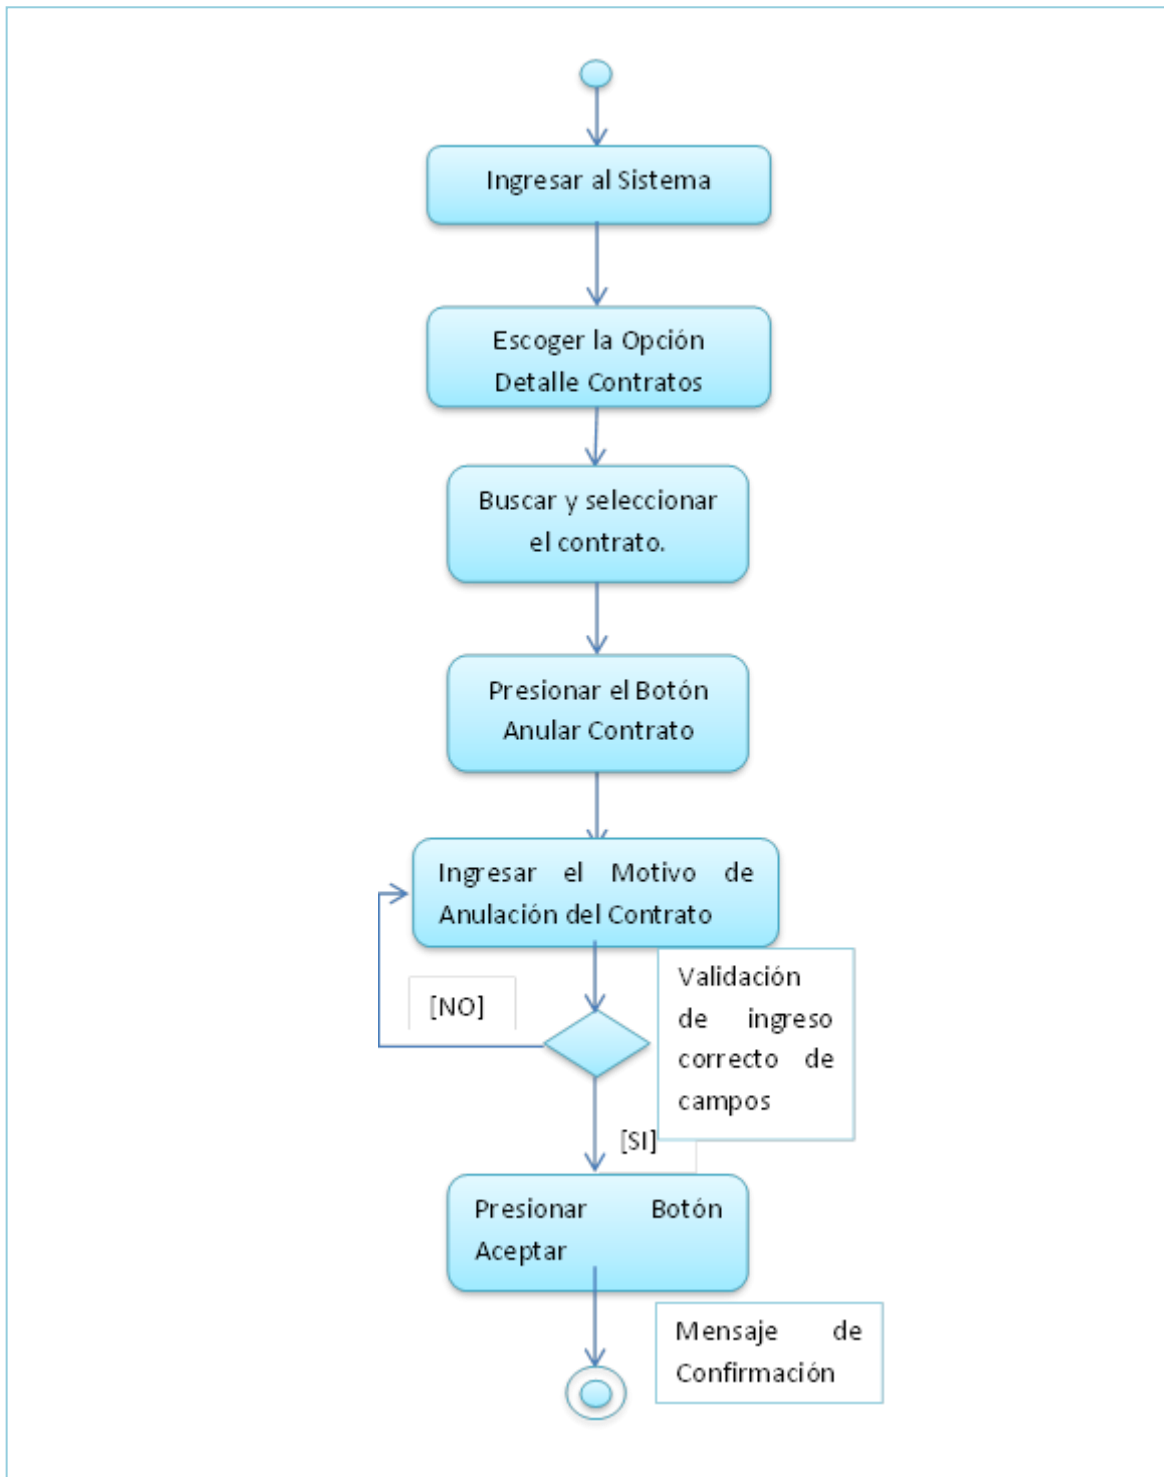 Ingresar al Sistema
Escoger la Opción
Detalle Contratos
Buscar y seleccionar
el contrato.
Presionar el Botón
Anular Contrato
Ingresar el Motivo de
Anulación del Contrato
[NO]
Validación
de ingreso
correcto de
campos
[SI]
Presionar Botón
Aceptar
Mensaje de
Confirmación